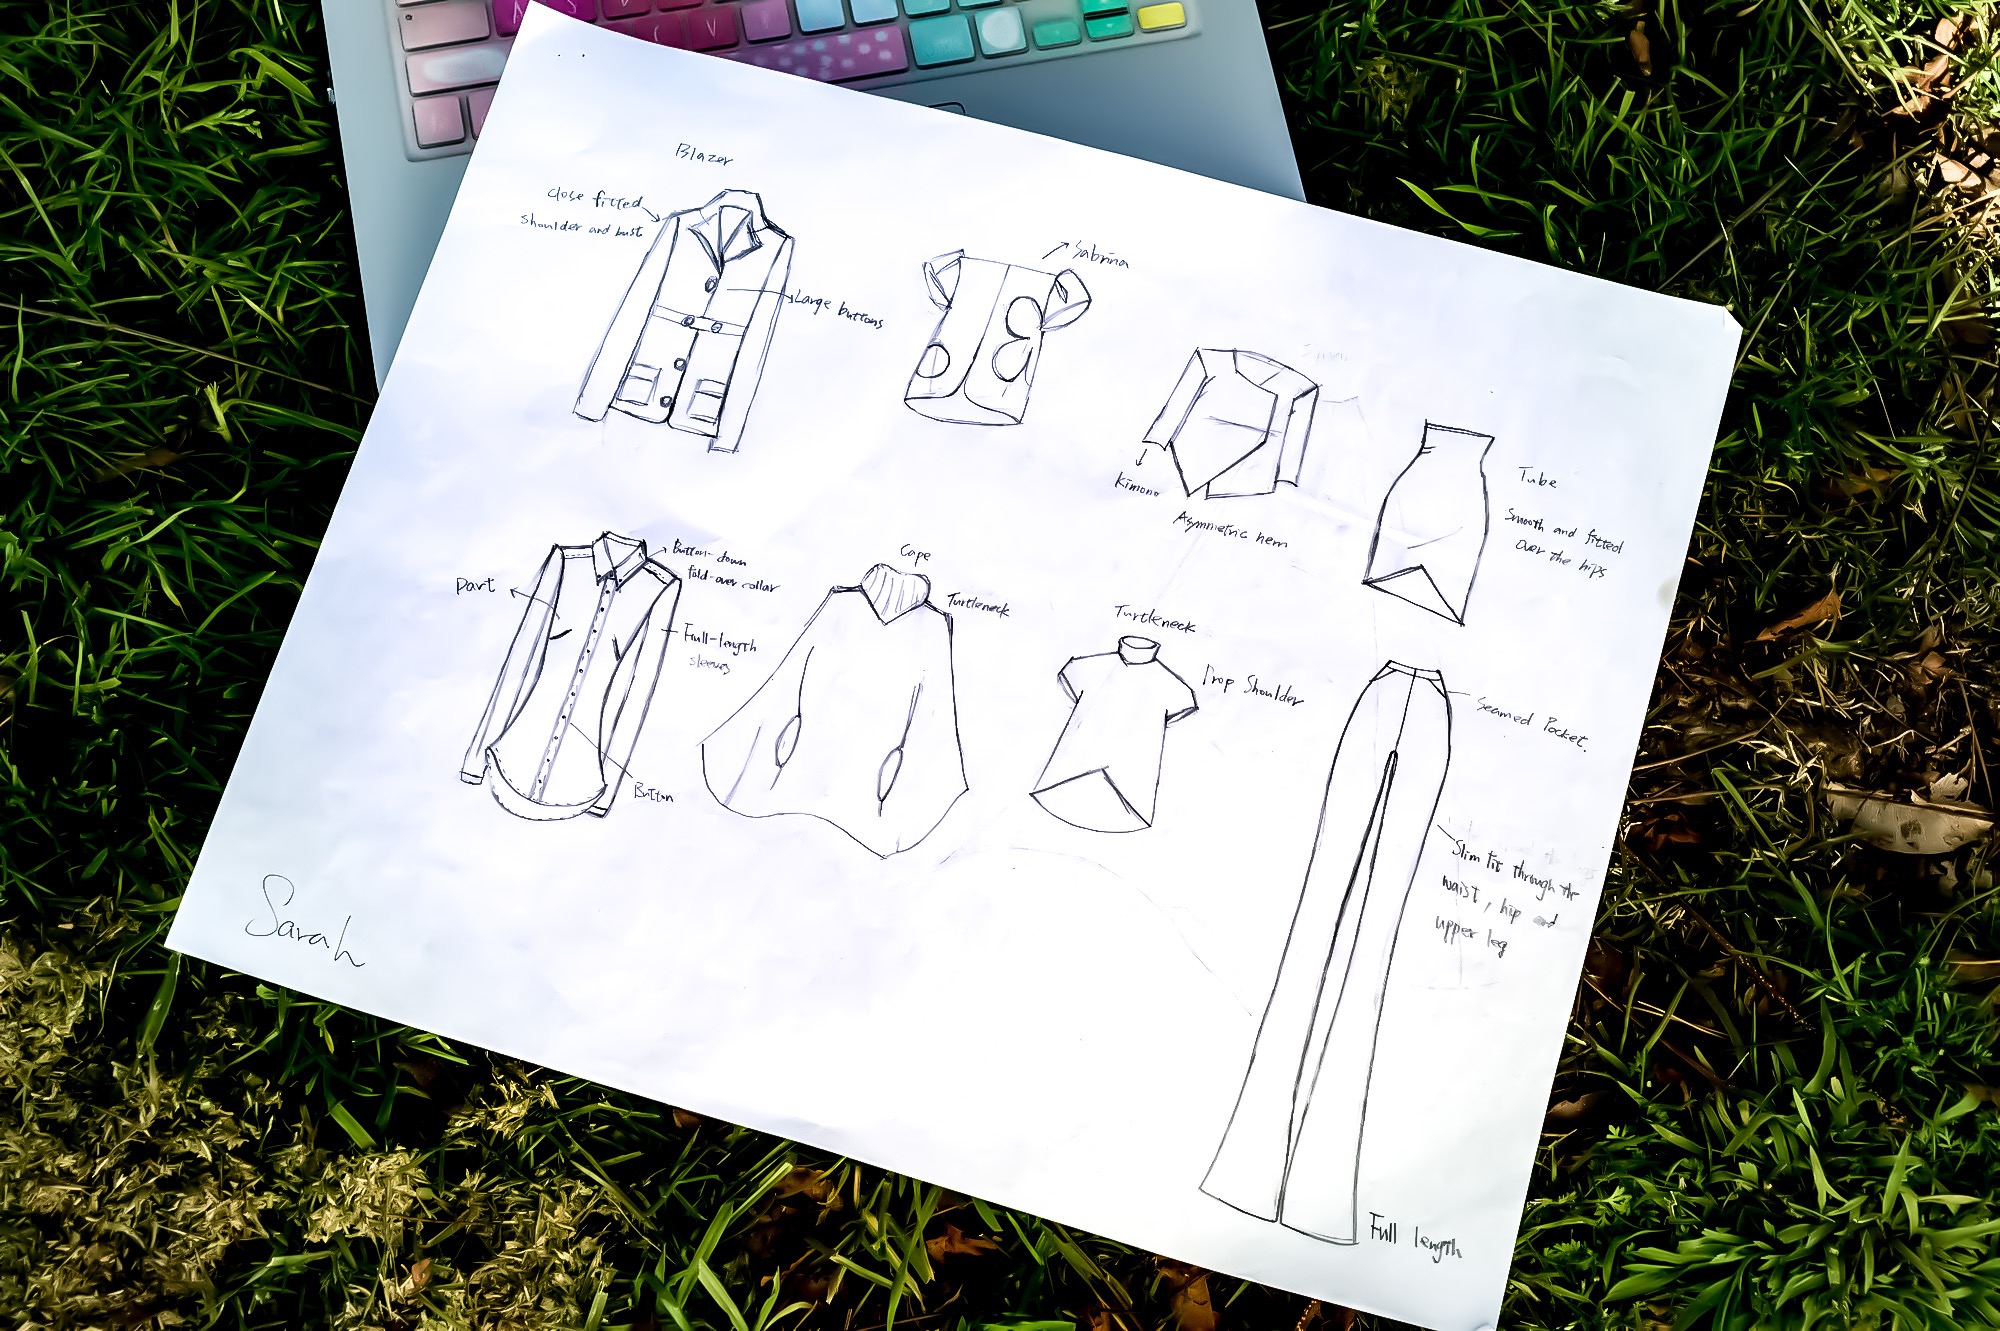 Blazer
Close fitted
shoulder and bust
Large buttons
Sabrina
Kimono
Asymmetric hem
Tube
Smooth and fitted
over the hips
Button-down
fold-over collar
Full-length
sleeves
Button
Cape
Turtleneck
Turtleneck
Drop Shoulder
Seamed Pocket.
Slim fit through the
waist, hip and
upper leg
Full length
Sarah